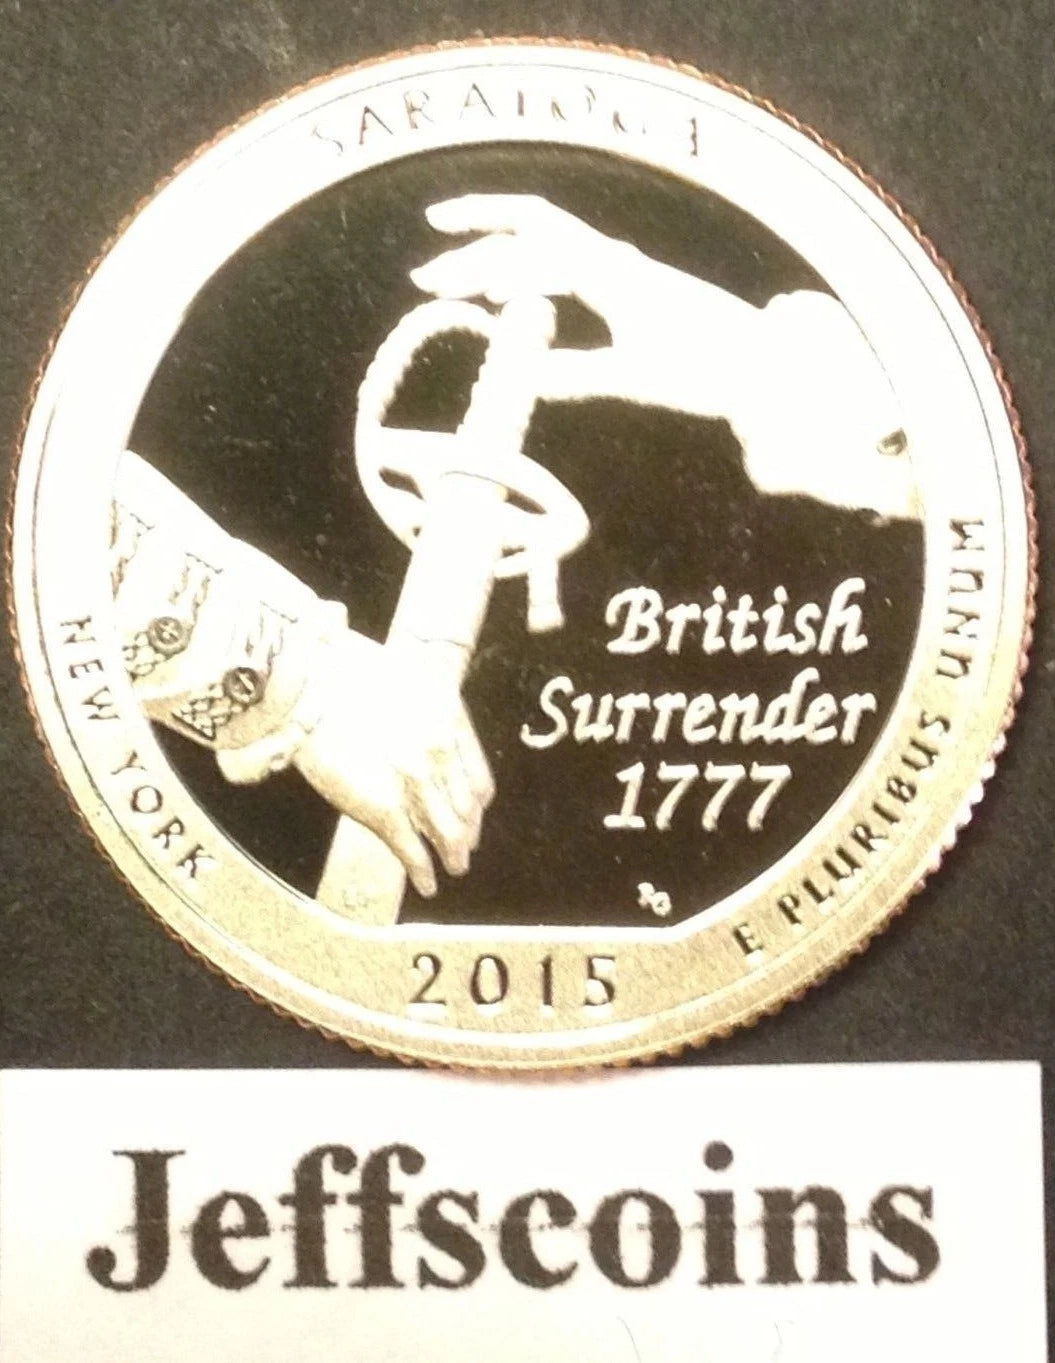 SARATOGA
British
Surrender
1777
NEW YORK
2015
E PLURIBUS UNUM
Jeffscoins